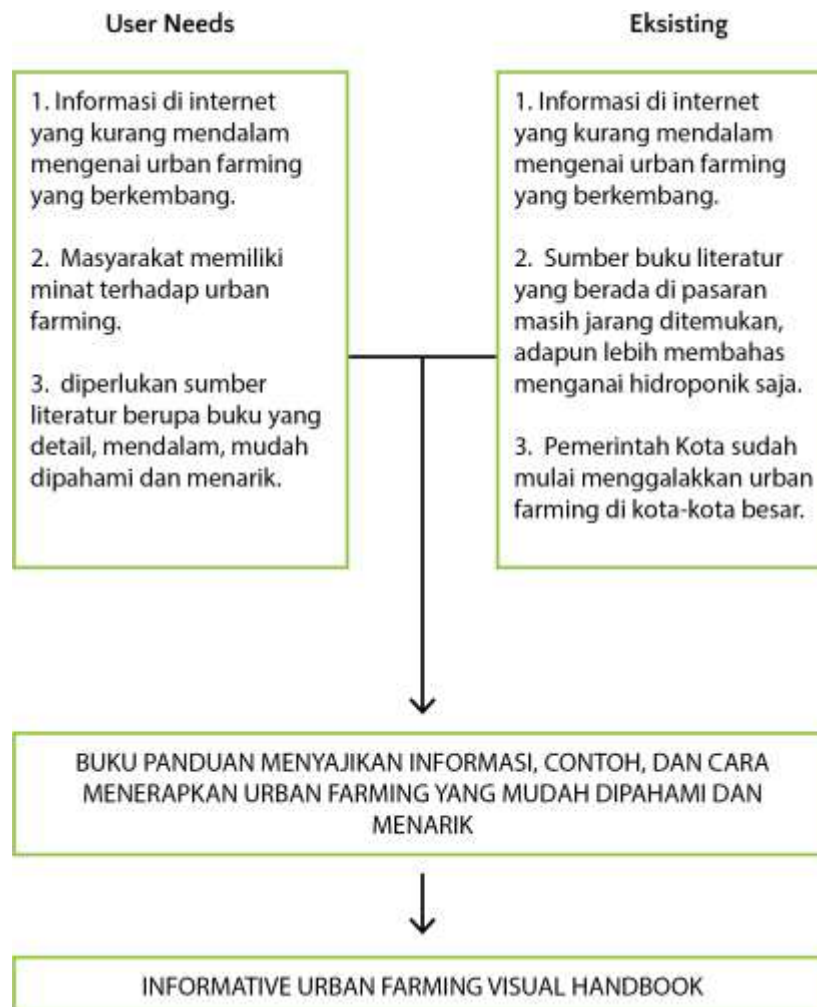 User Needs
1. Informasi di internet
yang kurang mendalam
mengenai urban farming
yang berkembang.
2. Masyarakat memiliki
minat terhadap urban
farming.
3. diperlukan sumber
literatur berupa buku yang
detail, mendalam, mudah
dipahami dan menarik.
Eksisting
1. Informasi di internet
yang kurang mendalam
mengenai urban farming
yang berkembang.
2. Sumber buku literatur
yang berada di pasaran
masih jarang ditemukan,
adapun lebih membahas
menganai hidroponik saja.
3. Pemerintah Kota sudah
mulai menggalakkan urban
farming di kota-kota besar.
BUKU PANDUAN MENYAJIKAN INFORMASI, CONTOH, DAN CARA
MENERAPKAN URBAN FARMING YANG MUDAH DIPAHAMI DAN
MENARIK
INFORMATIVE URBAN FARMING VISUAL HANDBOOK